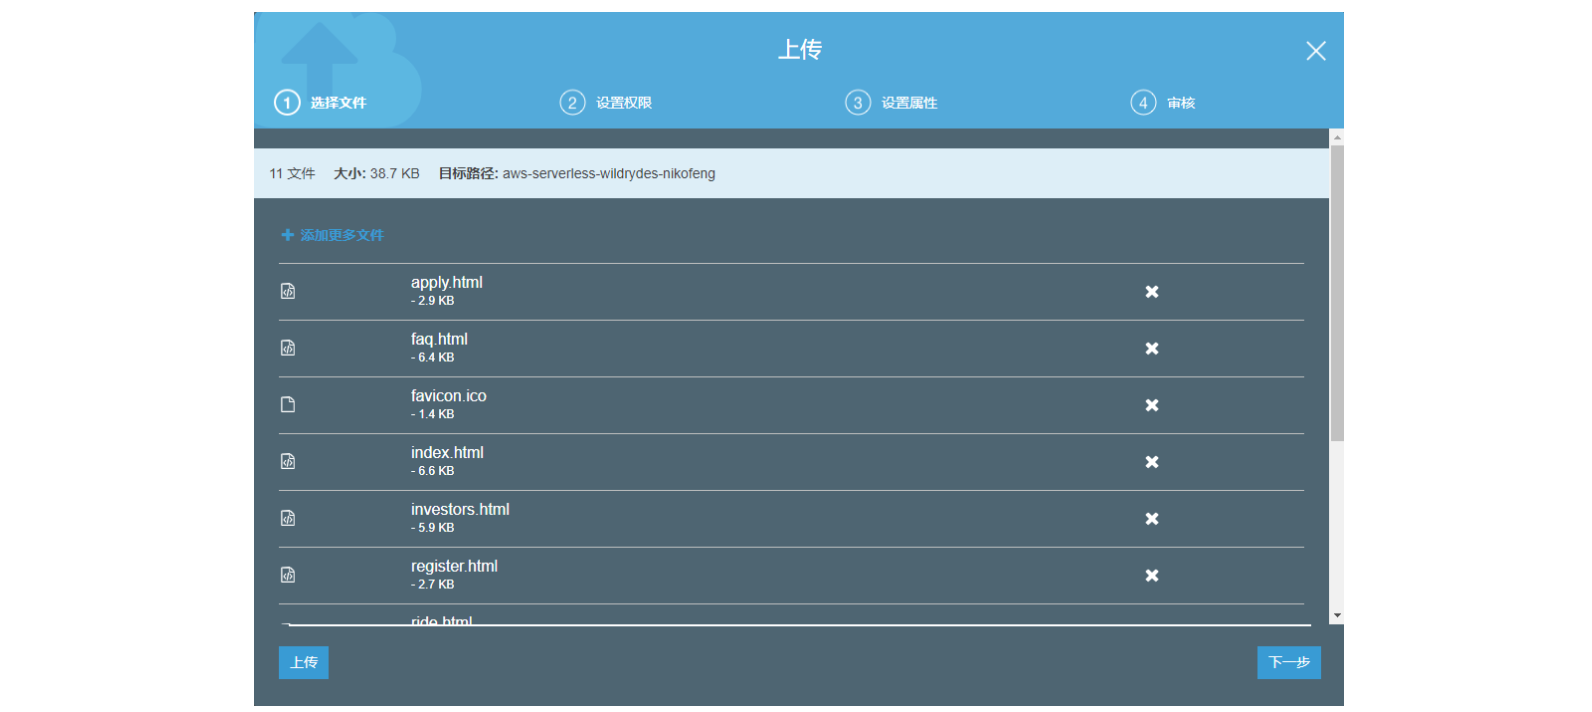 上传
1 选择文件 2 设置权限 3 设置属性 4 审核
11 文件 大小: 38.7 KB 目标路径: aws-serverless-wildrydes-nikofeng
+ 添加更多文件
apply.html
- 2.9 KB
faq.html
- 6.4 KB
favicon.ico
- 1.4 KB
index.html
- 6.6 KB
investors.html
- 5.9 KB
register.html
- 2.7 KB
ride.html
上传 下一步